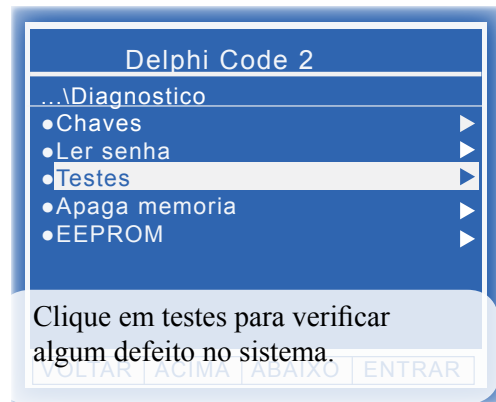 Delphi Code 2
...\Diagnostico
●Chaves
●Ler senha
●Testes
●Apaga memoria
●EEPROM
Clique em testes para verificar
algum defeito no sistema.
VOLTAR ACIMA ABAIXO ENTRAR